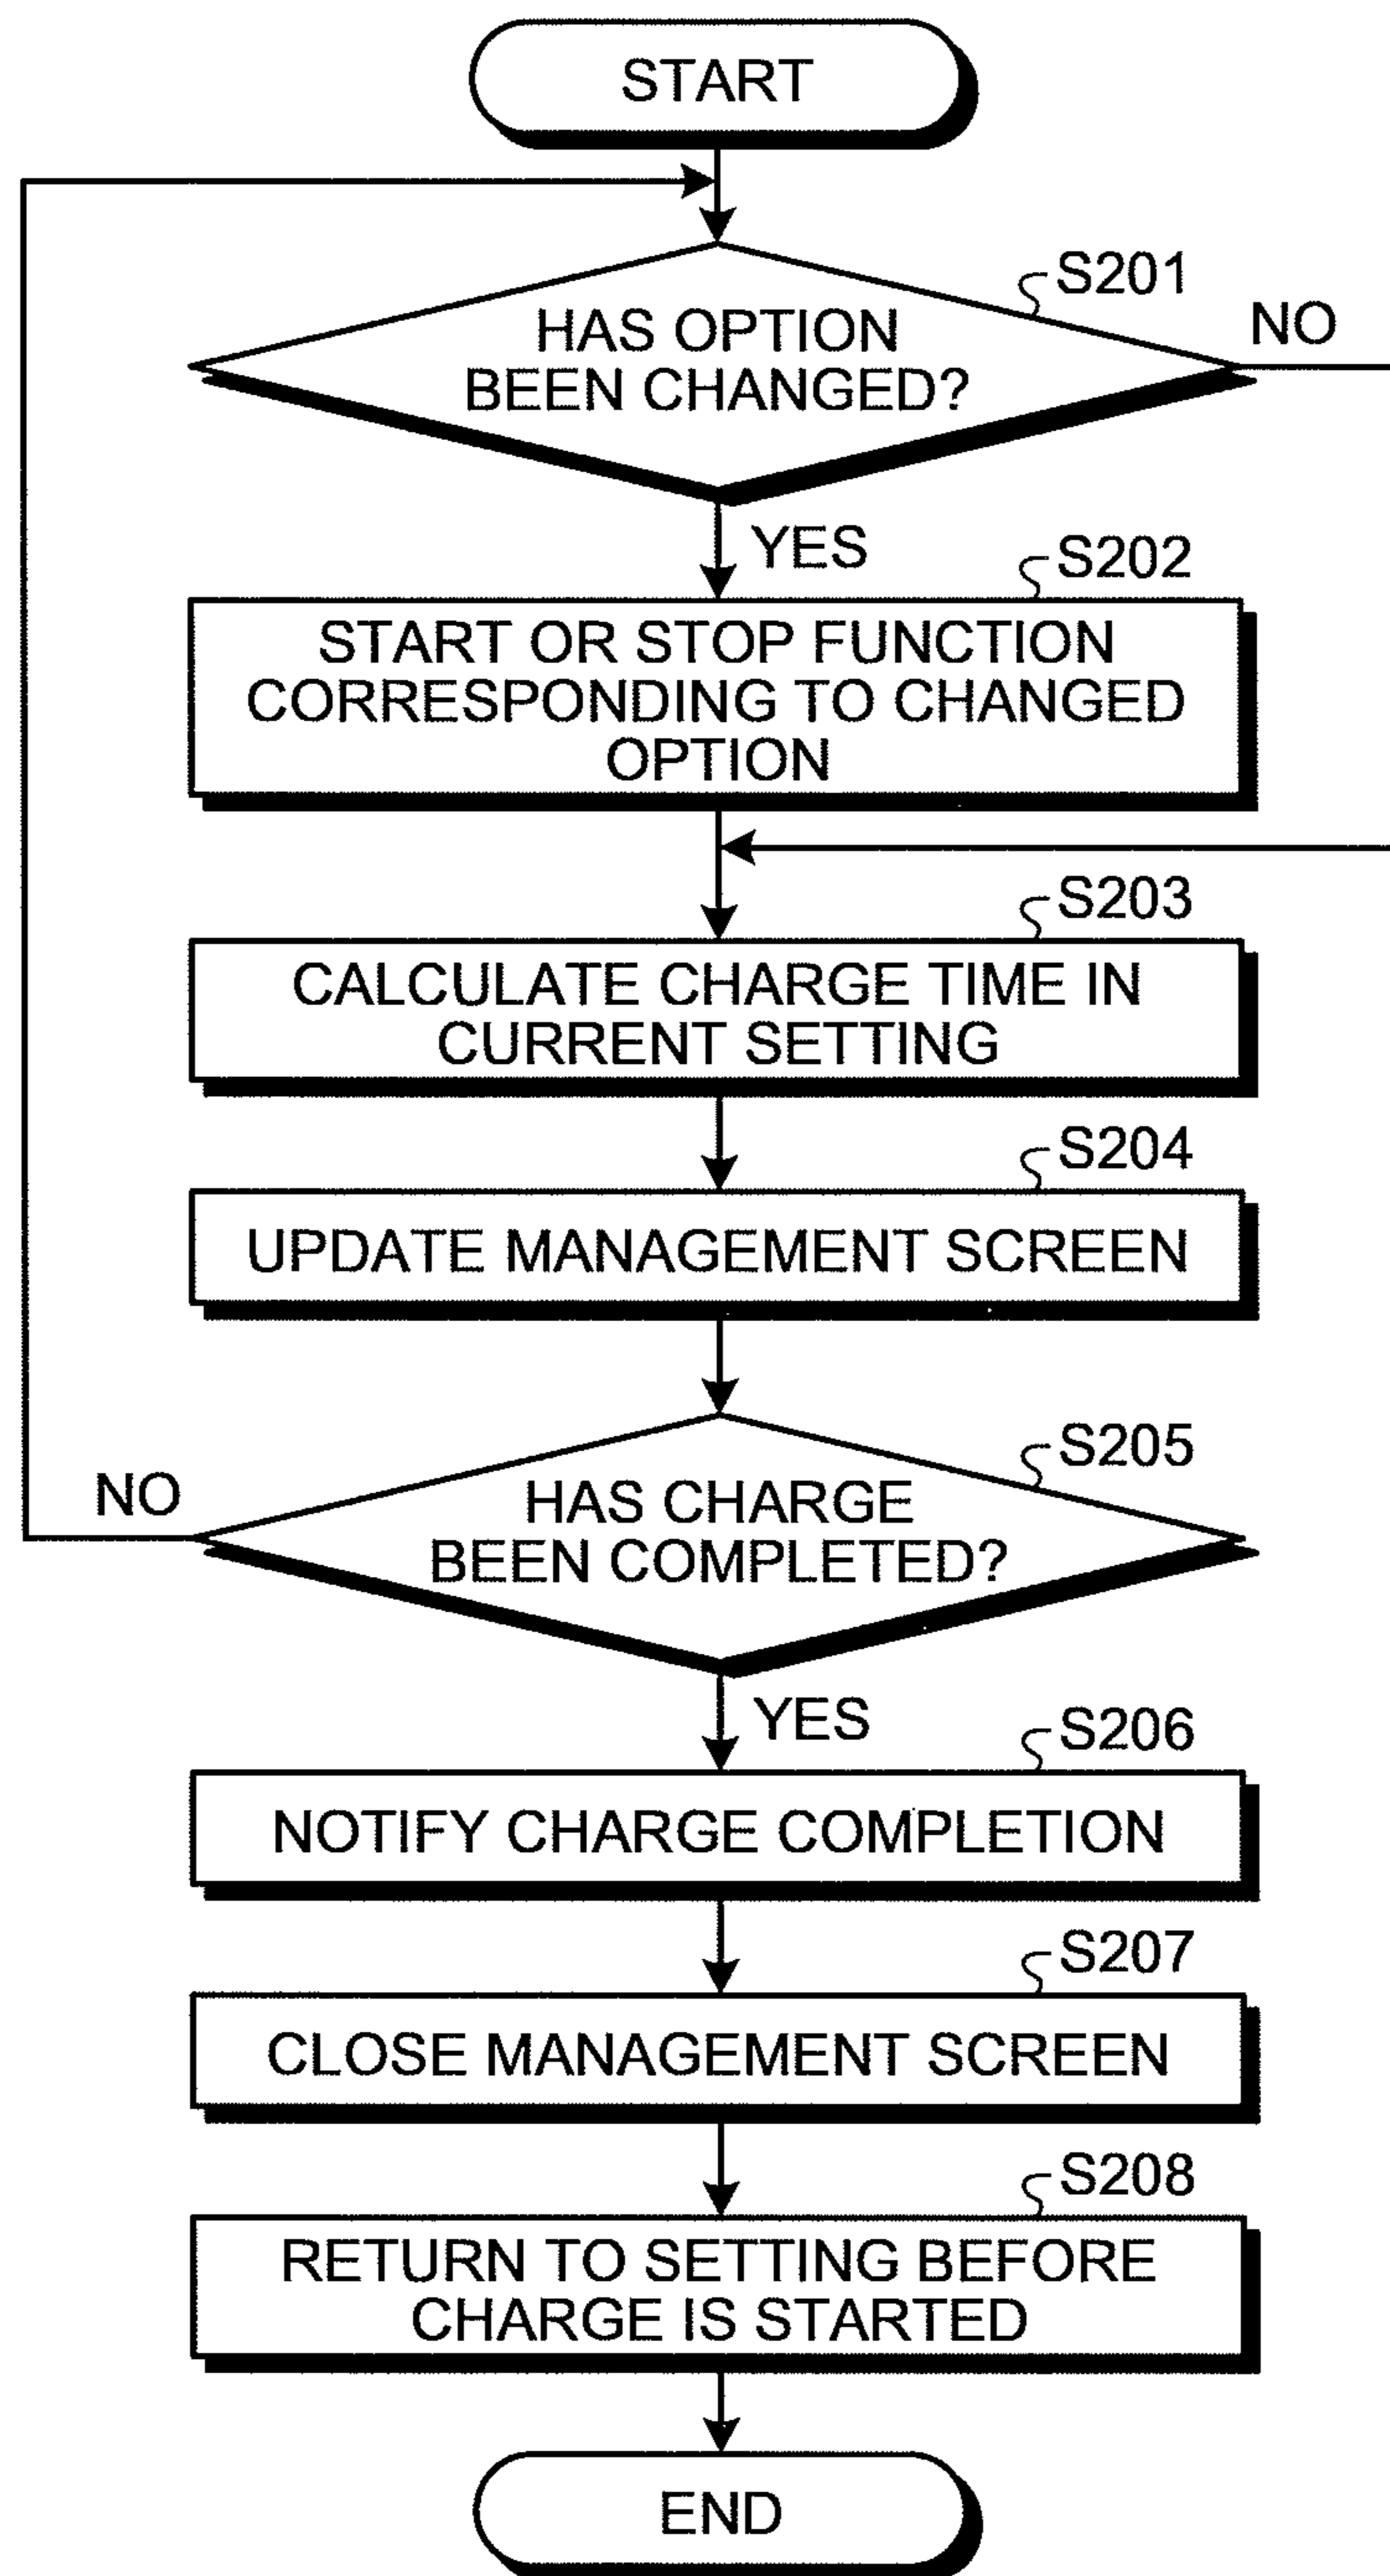 START
S201
HAS OPTION
BEEN CHANGED?
NO
YES
S202
START OR STOP FUNCTION
CORRESPONDING TO CHANGED
OPTION
S203
CALCULATE CHARGE TIME IN
CURRENT SETTING
S204
UPDATE MANAGEMENT SCREEN
S205
HAS CHARGE
BEEN COMPLETED?
NO
YES
S206
NOTIFY CHARGE COMPLETION
S207
CLOSE MANAGEMENT SCREEN
S208
RETURN TO SETTING BEFORE
CHARGE IS STARTED
END